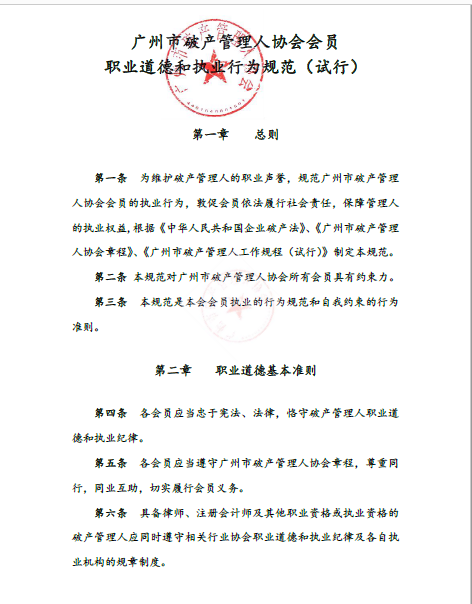 广州市破产管理人协会会员
职业道德和执业行为规范（试行）
第一章 总则
第一条 为维护破产管理人的职业声誉，规范广州市破产管理
人协会会员的执业行为，敦促会员依法履行社会责任，保障管理人
的执业权益,根据《中华人民共和国企业破产法》、《广州市破产管理
人协会章程》、《广州市破产管理人工作规程（试行）》制定本规范。
第二条 本规范对广州市破产管理人协会所有会员具有约束力。
第三条 本规范是本会会员执业的行为规范和自我约束的行为
准则。
第二章 职业道德基本准则
第四条 各会员应当忠于宪法、法律，恪守破产管理人职业道
德和执业纪律。
第五条 各会员应当遵守广州市破产管理人协会章程，尊重同
行，同业互助，切实履行会员义务。
第六条 具备律师、注册会计师及其他职业资格或执业资格的
破产管理人应同时遵守相关行业协会职业道德和执业纪律及各自执
业机构的规章制度。
广州市破产管理人协会